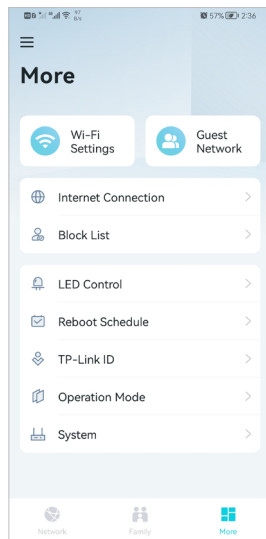 57% 2:36
More
Wi-Fi
Settings
Guest
Network
Internet Connection
Block List
LED Control
Reboot Schedule
TP-Link ID
Operation Mode
System
Network
Family
More